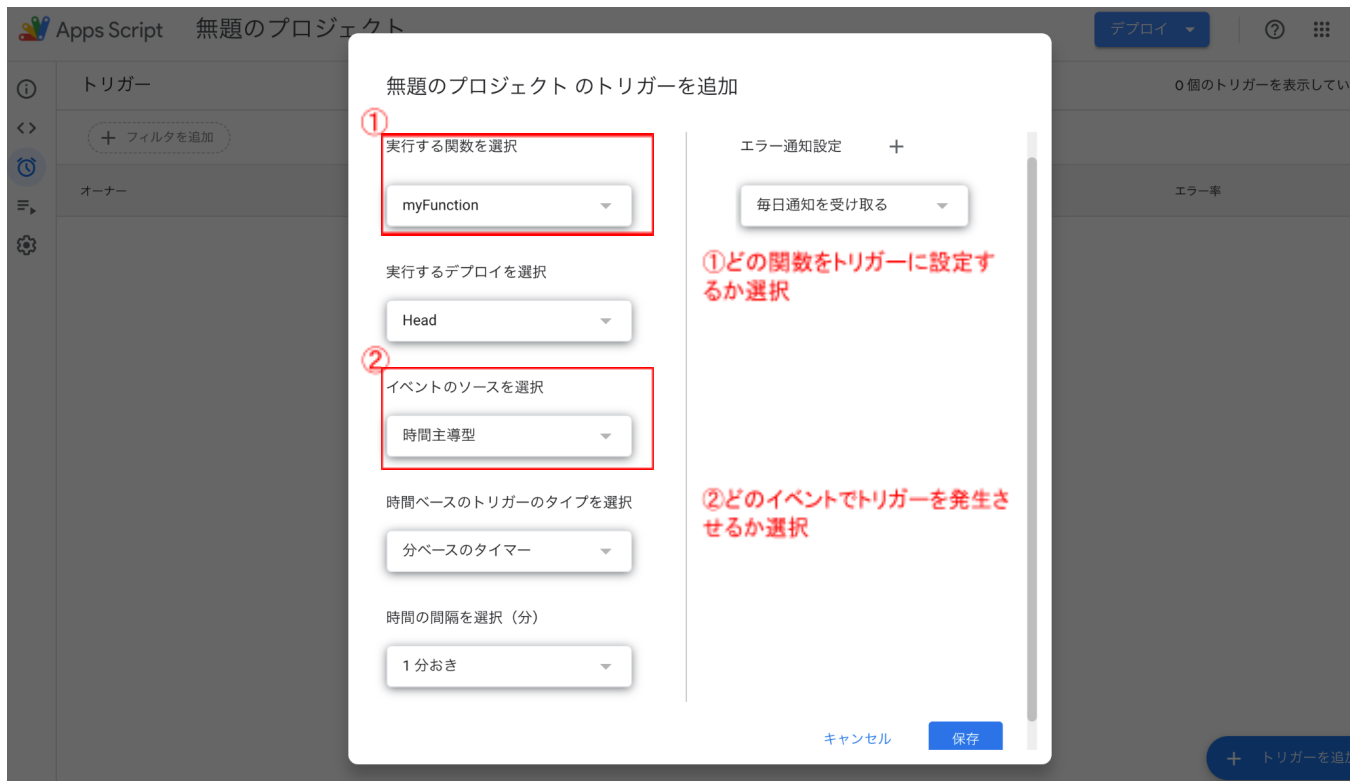 Apps Script 無題のプロジェクト
デプロイ
トリガー
0 個のトリガーを表示してい
フィルタを追加
オーナー
エラー率
無題のプロジェクト のトリガーを追加
①
実行する関数を選択
myFunction
実行するデプロイを選択
Head
②
イベントのソースを選択
時間主導型
時間ベースのトリガーのタイプを選択
分ベースのタイマー
時間の間隔を選択（分）
1 分おき
エラー通知設定
毎日通知を受け取る
①どの関数をトリガーに設定す
るか選択
②どのイベントでトリガーを発生さ
せるか選択
キャンセル
保存
トリガーを追加